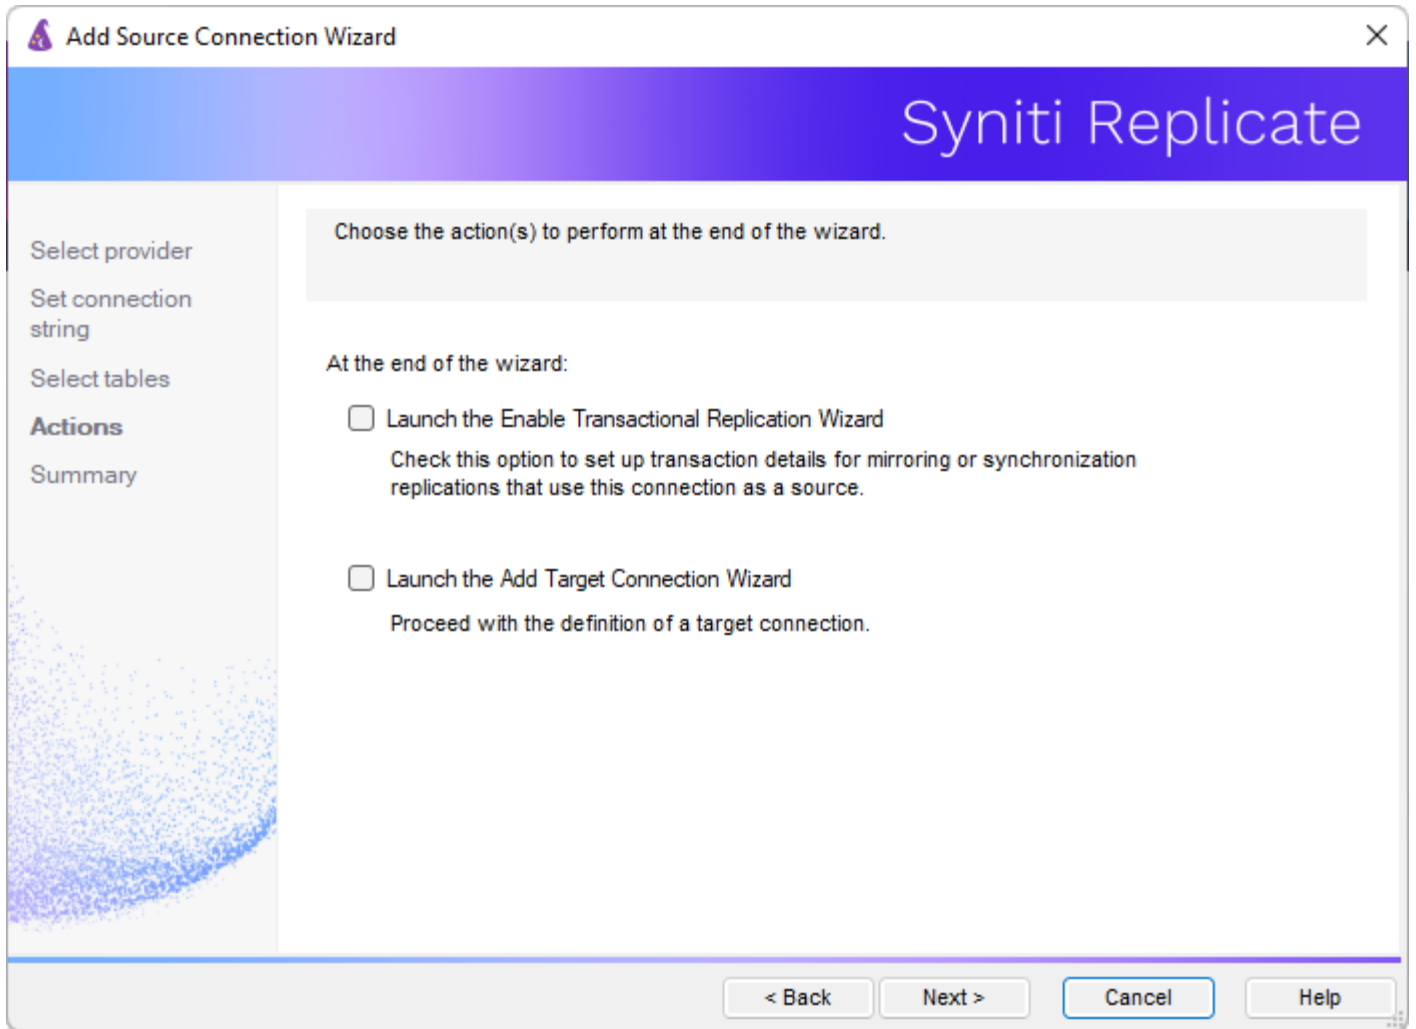 Add Source Connection Wizard
Syniti Replicate
Select provider
Set connection
string
Select tables
Actions
Summary
Choose the action(s) to perform at the end of the wizard.
At the end of the wizard:
Launch the Enable Transactional Replication Wizard
Check this option to set up transaction details for mirroring or synchronization
replications that use this connection as a source.
Launch the Add Target Connection Wizard
Proceed with the definition of a target connection.
< Back
Next >
Cancel
Help